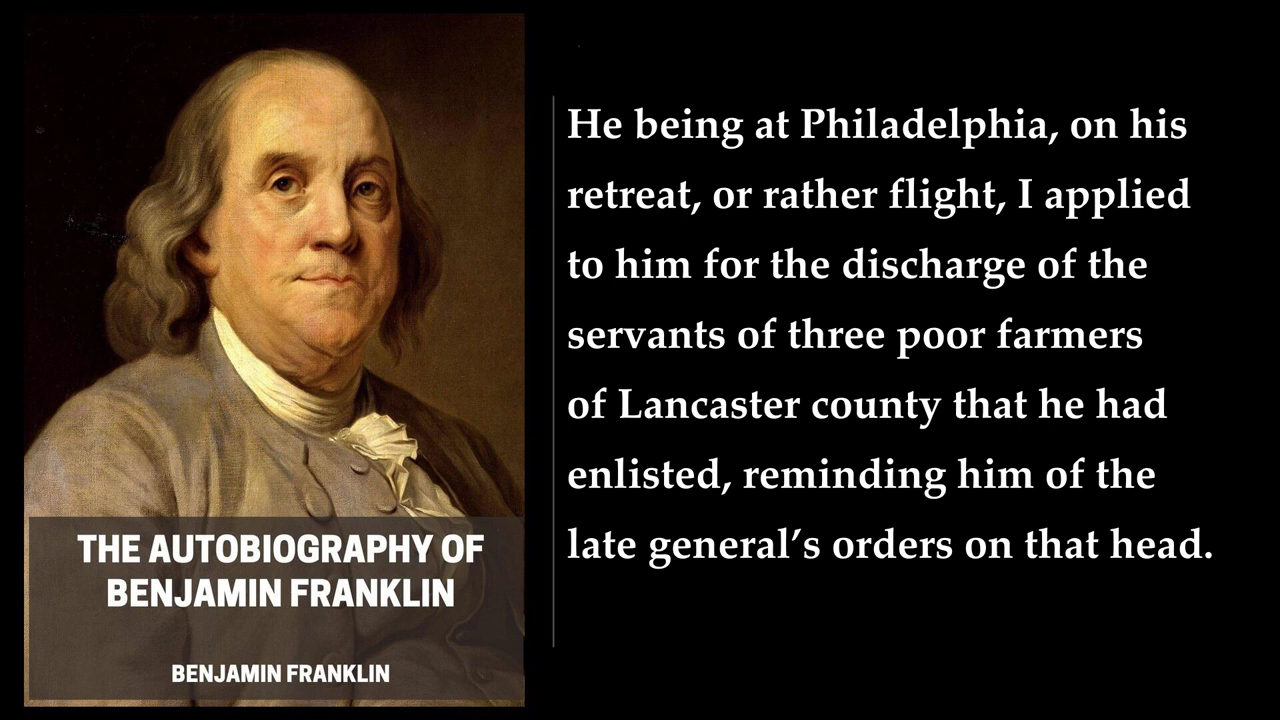 THE AUTOBIOGRAPHY OF
BENJAMIN FRANKLIN
BENJAMIN FRANKLIN
He being at Philadelphia, on his
retreat, or rather flight, I applied
to him for the discharge of the
servants of three poor farmers
of Lancaster county that he had
enlisted, reminding him of the
late general’s orders on that head.